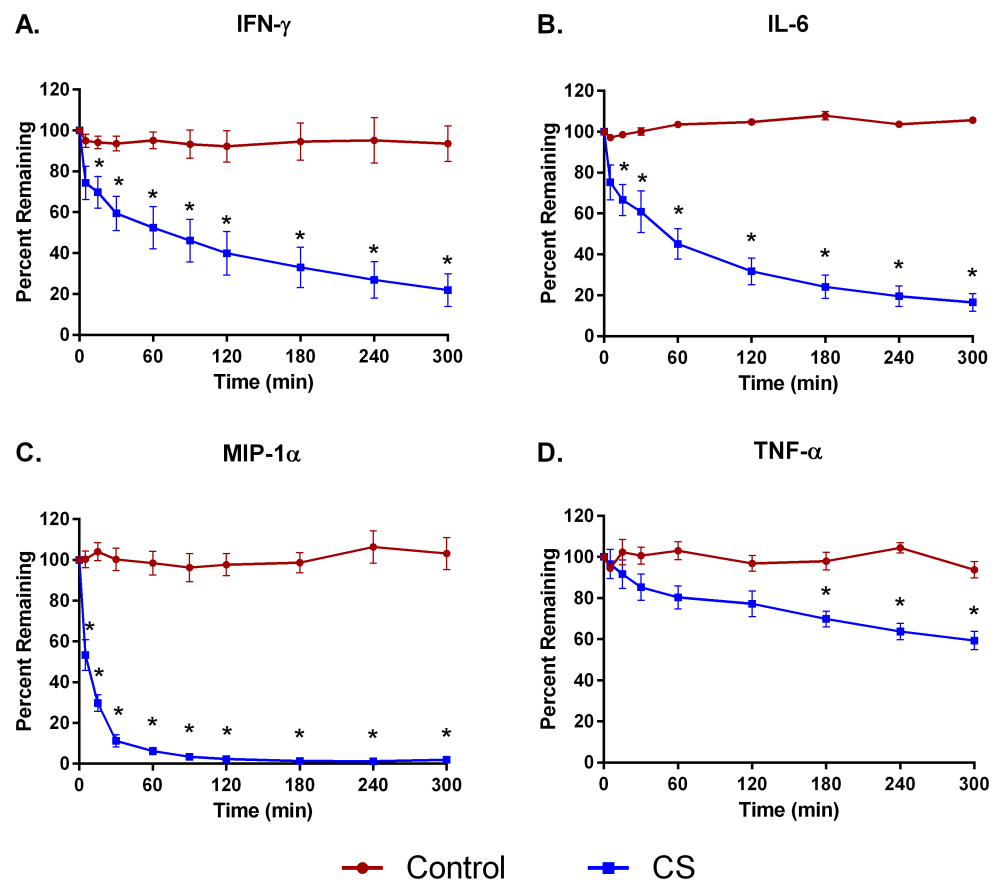 A. IFN-γ
B. IL-6
Percent Remaining
120
100
80
60
40
20
0
* * * * * * * *
0 60 120 180 240 300
Time (min)
Percent Remaining
120
100
80
60
40
20
0
* * * * * * *
0 60 120 180 240 300
Time (min)
C. MIP-1α
D. TNF-α
Percent Remaining
120
100
80
60
40
20
0
* * * * * * * * *
0 60 120 180 240 300
Time (min)
Percent Remaining
120
100
80
60
40
20
0
* * *
0 60 120 180 240 300
Time (min)
Control CS